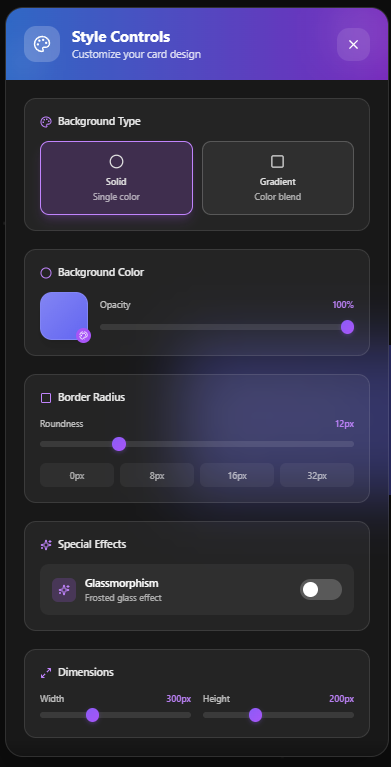 Style Controls
Customize your card design
Background Type
Solid
Single color
Gradient
Color blend
Background Color
Opacity 100%
Border Radius
Roundness 12px
0px 8px 16px 32px
Special Effects
Glassmorphism
Frosted glass effect
Dimensions
Width 300px Height 200px